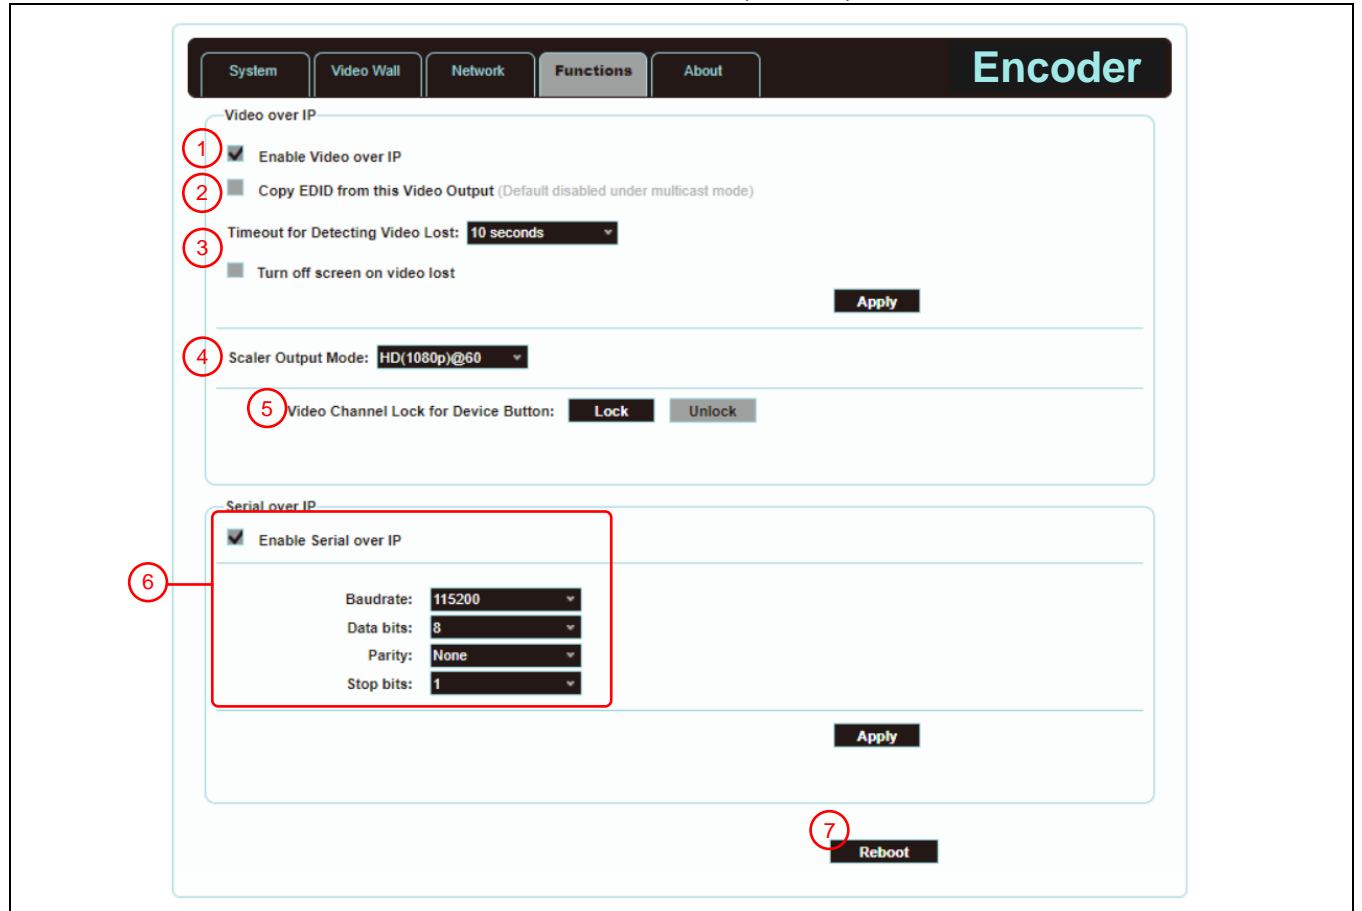 System Video Wall Network Functions About Encoder
Video over IP
1 Enable Video over IP
2 Copy EDID from this Video Output (Default disabled under multicast mode)
Timeout for Detecting Video Lost: 10 seconds
3
Turn off screen on video lost
Apply
4 Scaler Output Mode: HD(1080p)@60
5 Video Channel Lock for Device Button: Lock Unlock
Serial over IP
Enable Serial over IP
6
Baudrate: 115200
Data bits: 8
Parity: None
Stop bits: 1
Apply
7
Reboot